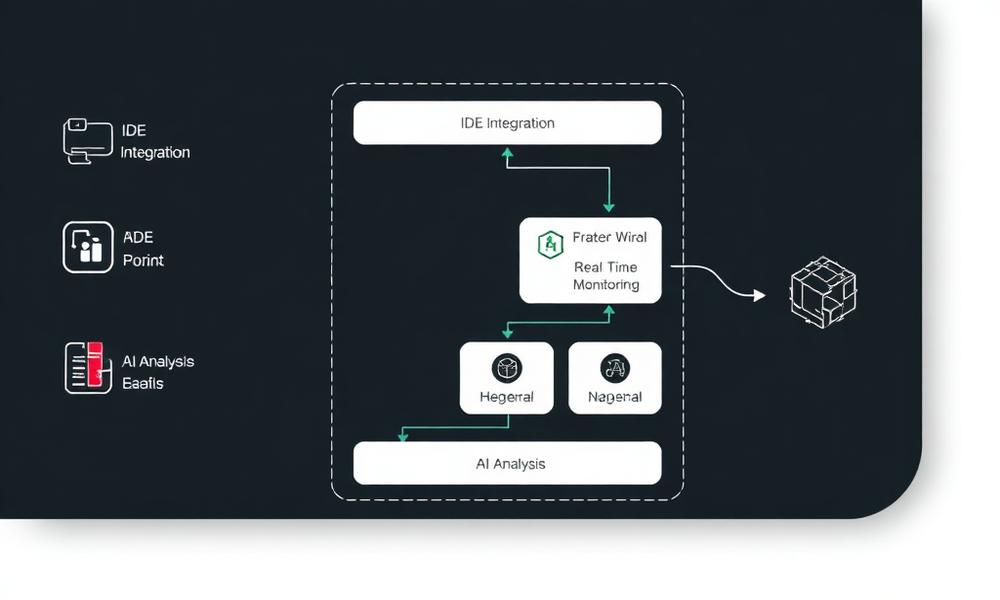 IDE
Integration
ADE
Porint
AI Analysis
Eaafis
IDE Integration
Frater Wiral
Real Time
Monitoring
Hegerral
Nagenal
AI Analysis